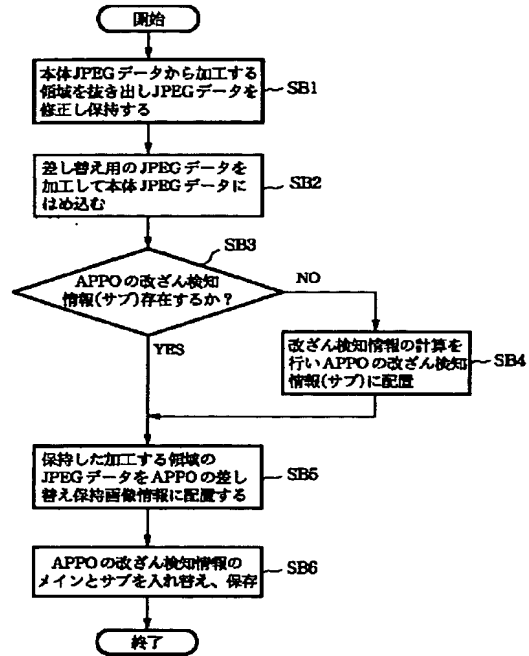 開始
本体JPEGデータから加工する
領域を抜き出しJPEGデータを
修正し保持する
SB1
差し替え用のJPEGデータを
加工して本体JPEGデータに
はめ込む
SB2
SB3
APPOの改ざん検知
情報(サブ)存在するか?
NO
YES
改ざん検知情報の計算を
行いAPPOの改ざん検知
情報(サブ)に配置
SB4
保持した加工する領域の
JPEGデータをAPPOの差し
替え保持画像情報に配置する
SB5
APPOの改ざん検知情報の
メインとサブを入れ替え、保存
SB6
終了